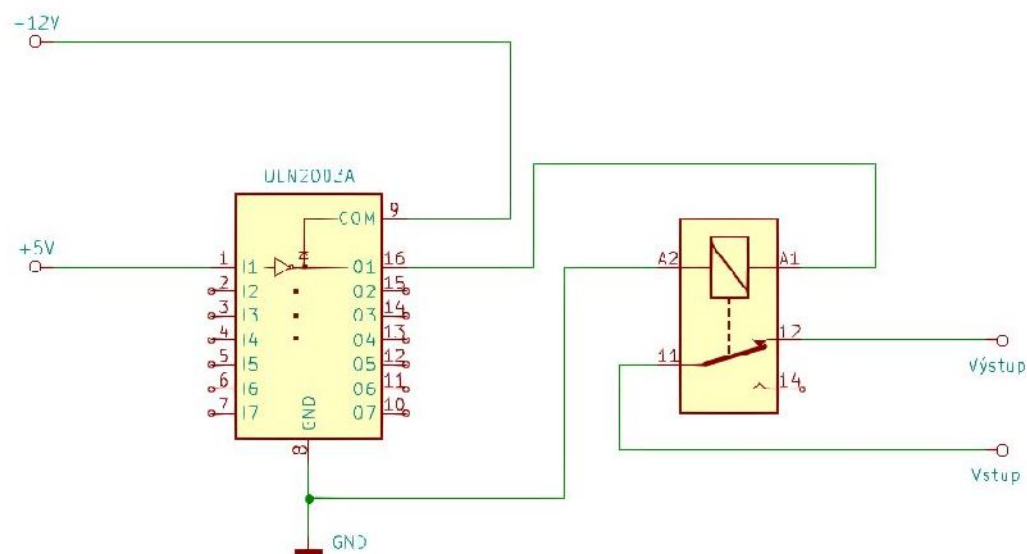 -12V
ULN2003A
COM 9
+5V
1 I1 O1 16
2 I2 O2 15
3 I3 O3 14
4 I4 O4 13
5 I5 O5 12
6 I6 O6 11
7 I7 O7 10
GND
8
GND
A2 A1
12
11
14
Výstup
Vstup